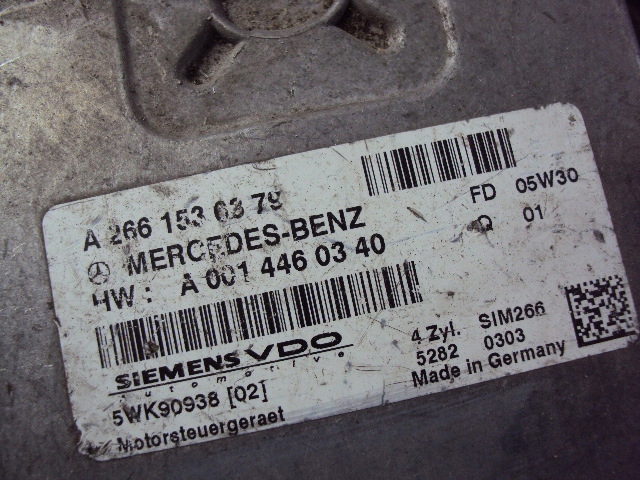 A 266 153 03 79
MERCEDES-BENZ
HW: A 001 446 03 40
FD 05W30
Q 01
SIEMENS VDO
Automotive
5WK90938 [02]
Motorsteuergeraet
4 Zyl. SIM266
5282 0303
Made in Germany